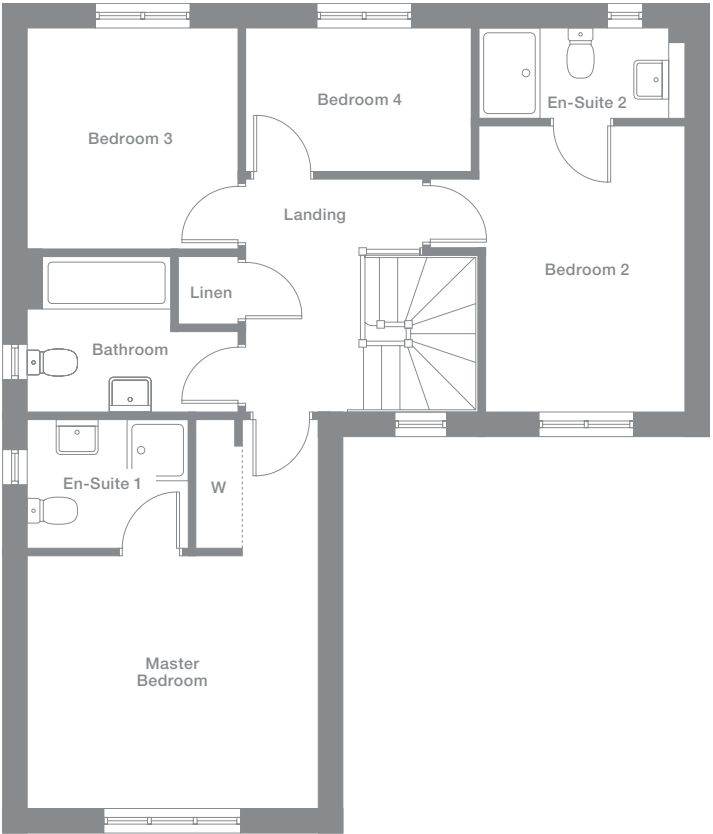 Bedroom 4
En-Suite 2
Bedroom 3
Landing
Bedroom 2
Linen
Bathroom
En-Suite 1
W
Master
Bedroom